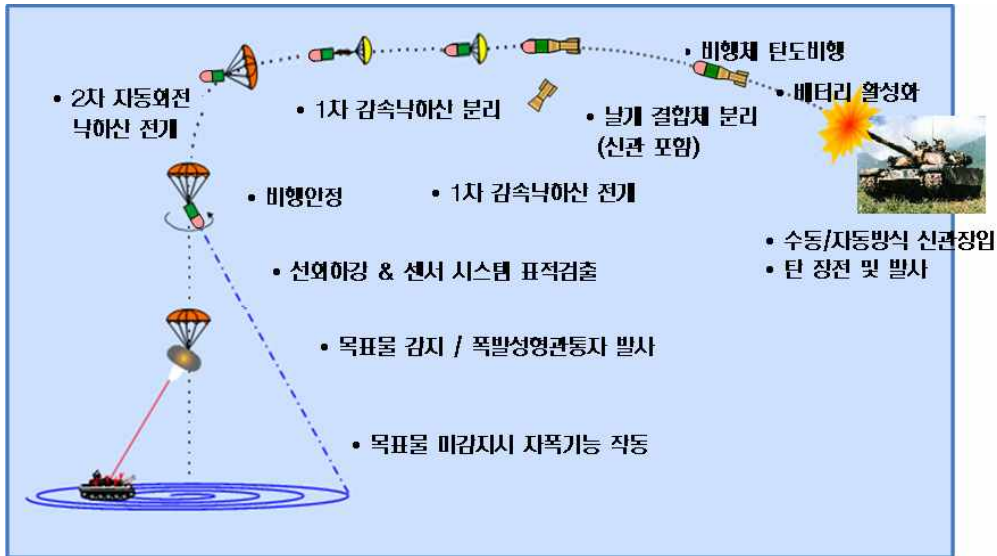 • 비행체 탄도비행
• 배터리 활성화
• 2차 자동회전
낙하산 전개
• 1차 감속낙하산 분리
• 날개 결합체 분리
(신관 포함)
• 비행안정
• 1차 감속낙하산 전개
• 수동/자동방식 신관장입
• 탄 장전 및 발사
• 선회하강 & 센서 시스템 표적검출
• 목표물 감지 / 폭발성형관통자 발사
• 목표물 미감지시 자폭기능 작동